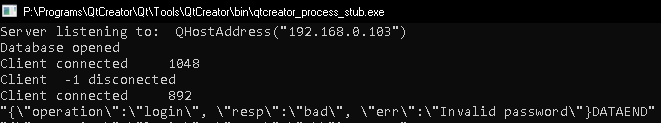 P:\Programs\QtCreator\Qt\Tools\QtCreator\bin\qtcreator_process_stub.exe
Server listening to:  QHostAddress("192.168.0.103")
Database opened
Client connected     1048
Client  -1 disconected
Client connected     892
"{\"operation\":\"login\", \"resp\":\"bad\", \"err\":\"Invalid password\"}DATAEND"